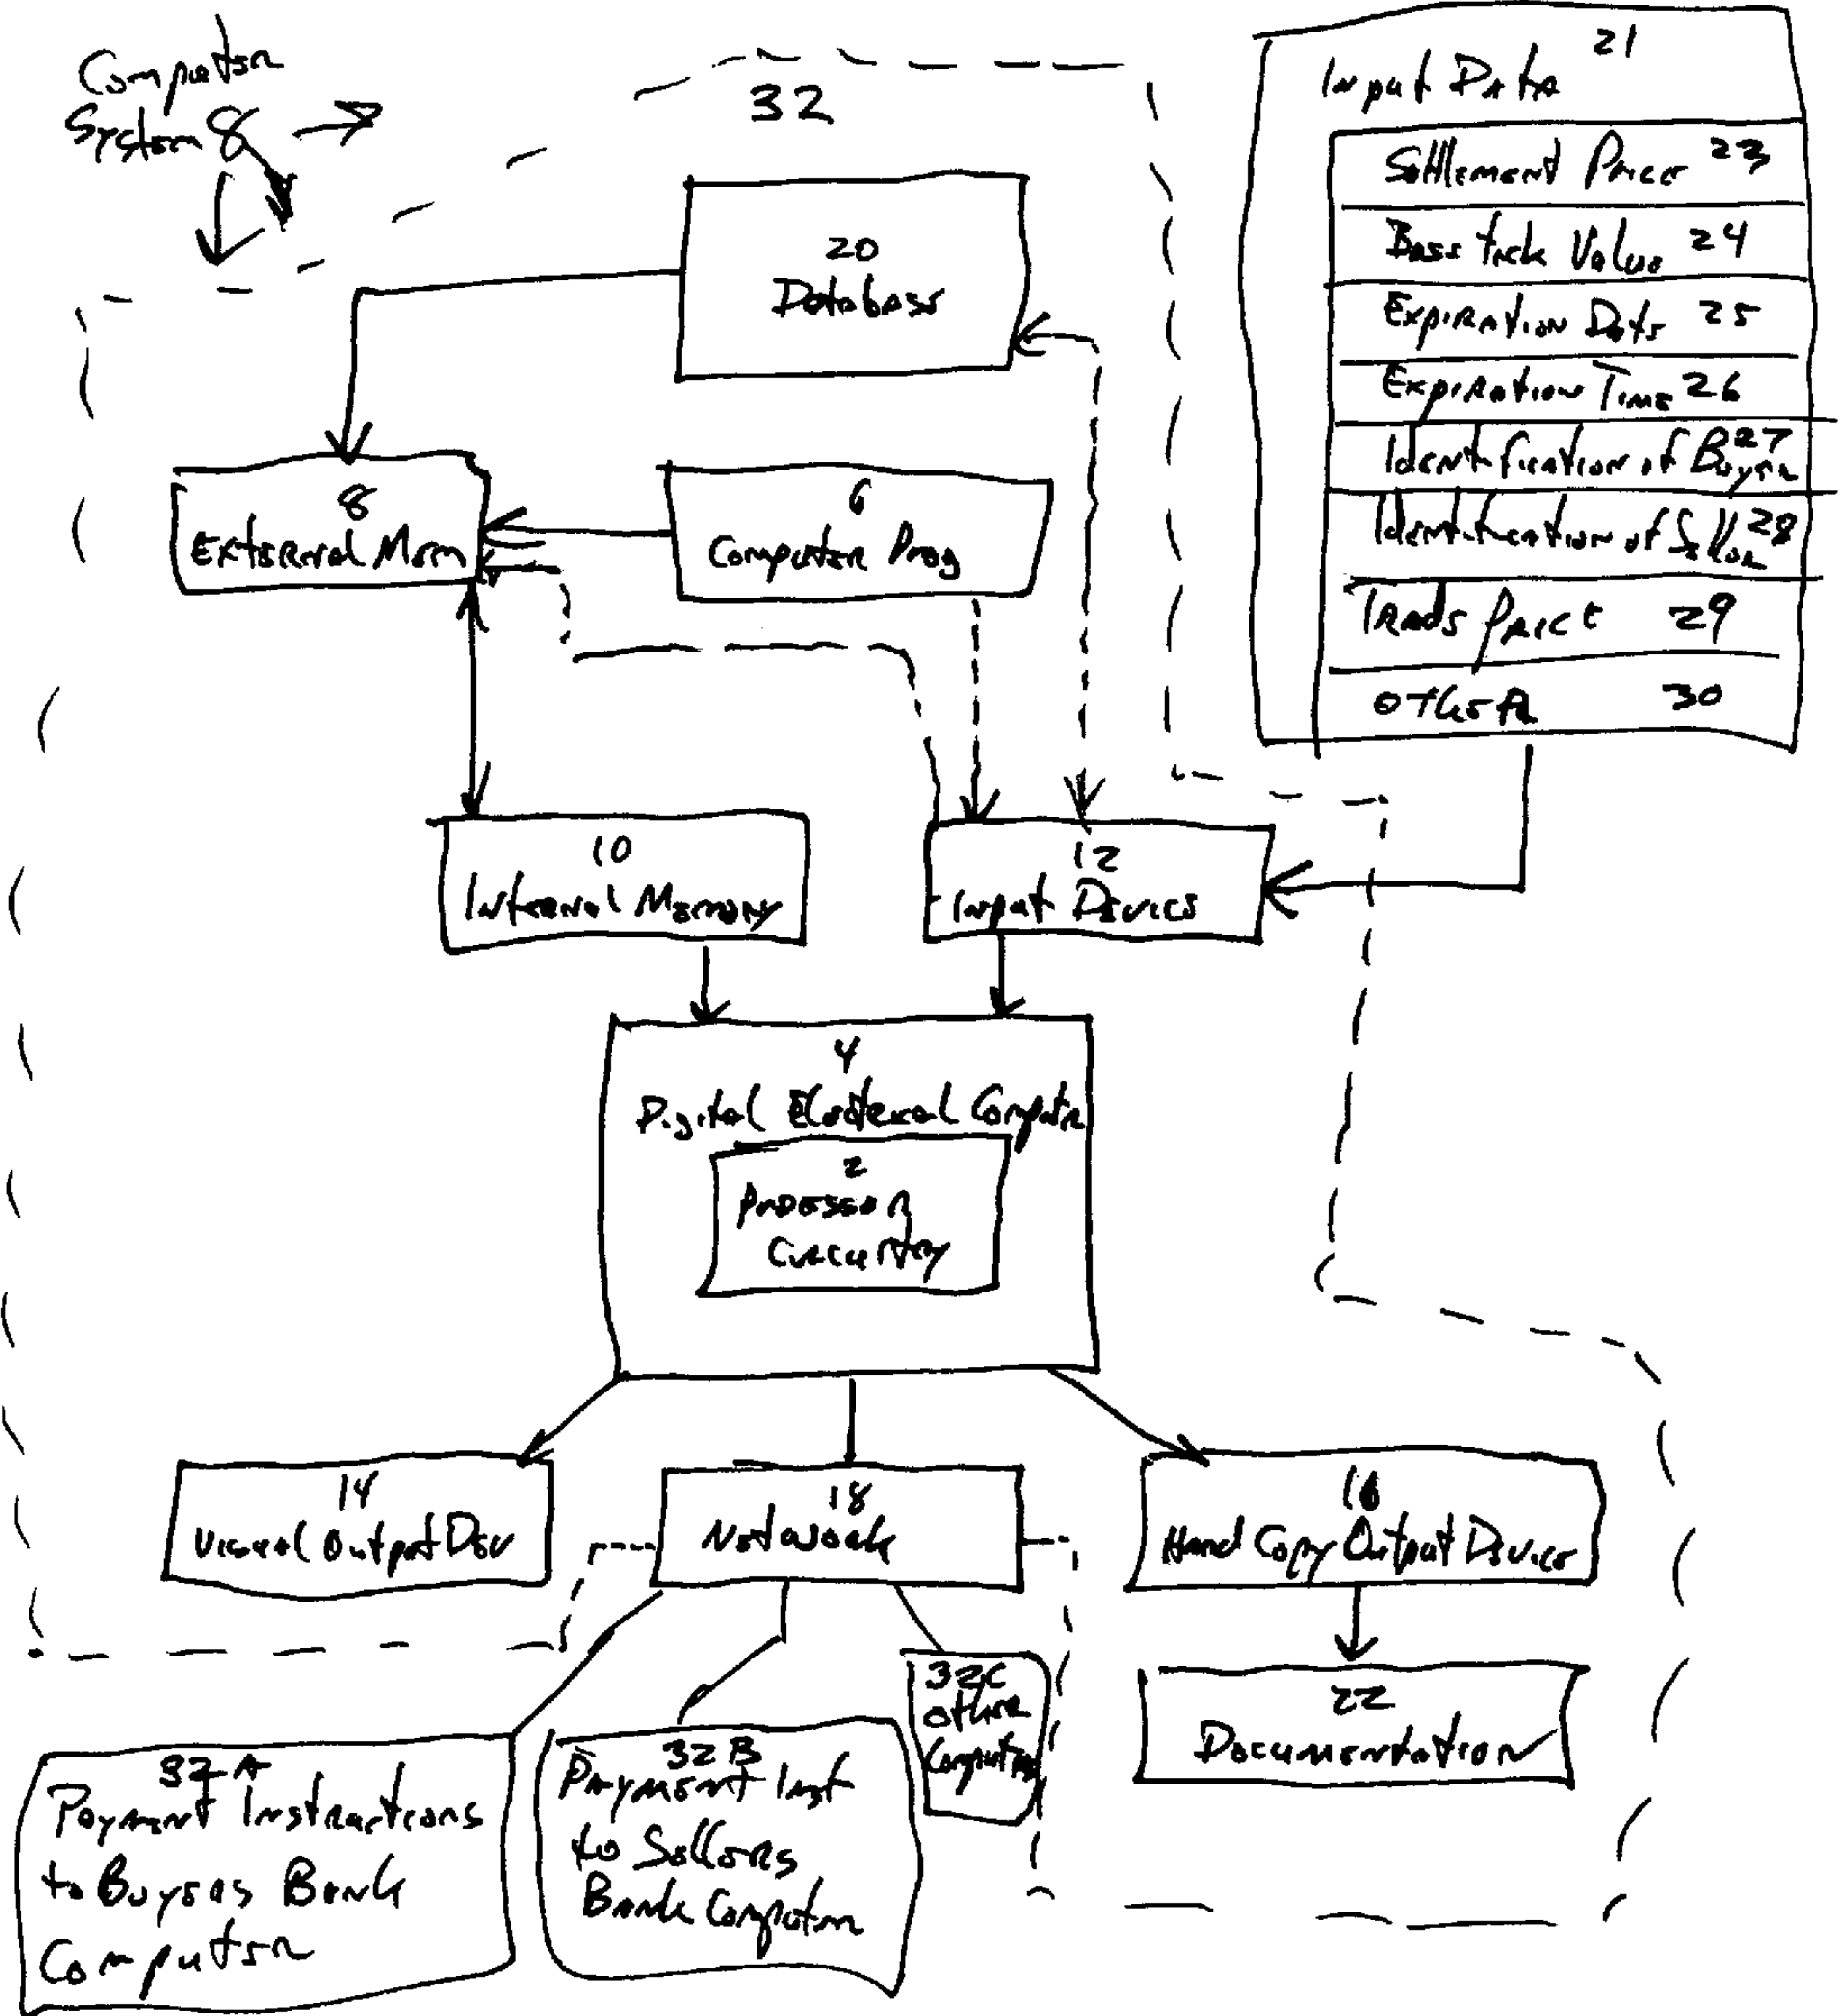 Computer
System 8
32
21
Input Data
Settlement Price 23
Base Tick Value 24
Expiration Date 25
Expiration Time 26
Identification of Buyer 27
Identification of Seller 28
Trade Price 29
Other 30
20
Database
8
External Mem
6
Computer Prog
10
Internal Memory
12
Input Devices
4
Digital Electrical Computer
2
Processor
Circuitry
14
Visual Output Dev
18
Network
16
Hard Copy Output Device
32A
Payment Instructions
to Buyers Bank
Computer
32B
Payment Inst
to Sellers
Bank Computer
32C
Other
Computers
22
Documentation